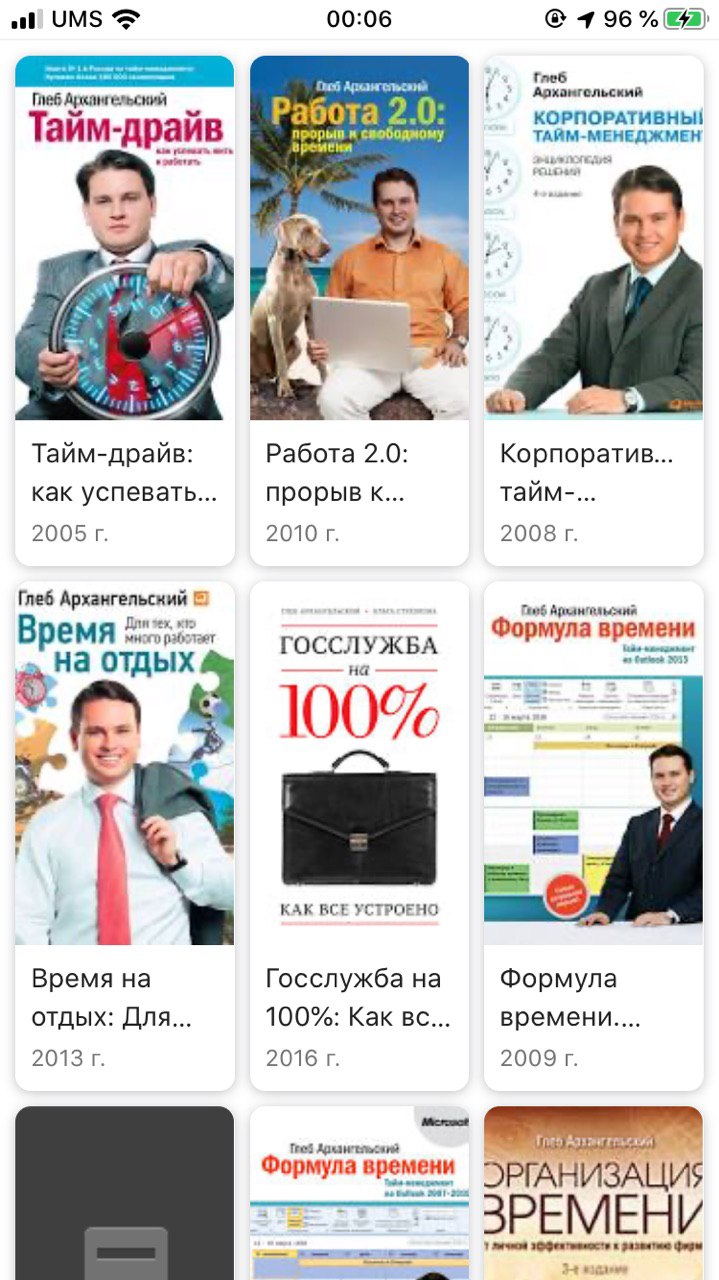 UMS
00:06
96 %
Глеб Архангельский
Тайм-драйв
как успевать жить
и работать
Глеб Архангельский
Работа 2.0:
прорыв к свободному
времени
Глеб
Архангельский
КОРПОРАТИВНЫЙ
ТАЙМ-МЕНЕДЖМЕН
ЭНЦИКЛОПЕДИЯ
РЕШЕНИЙ
4-е издание
Тайм-драйв:
как успевать...
2005 г.
Работа 2.0:
прорыв к...
2010 г.
Корпоратив...
тайм-...
2008 г.
Глеб Архангельский
Время
на отдых
Для тех, кто
много работает
ГОССЛУЖБА
на
100%
КАК ВСЕ УСТРОЕНО
Глеб Архангельский
Формула времени
Тайм-менеджмент
на Outlook 2013
Время на
отдых: Для...
2013 г.
Госслужба на
100%: Как вс...
2016 г.
Формула
времени....
2009 г.
Microsoft
Глеб Архангельский
Формула времени
Тайм-менеджмент
на Outlook 2007-2010
Глеб Архангельский
ОРГАНИЗАЦИЯ
ВРЕМЕНИ
т личной эффективности к развитию фирм
3-е издание